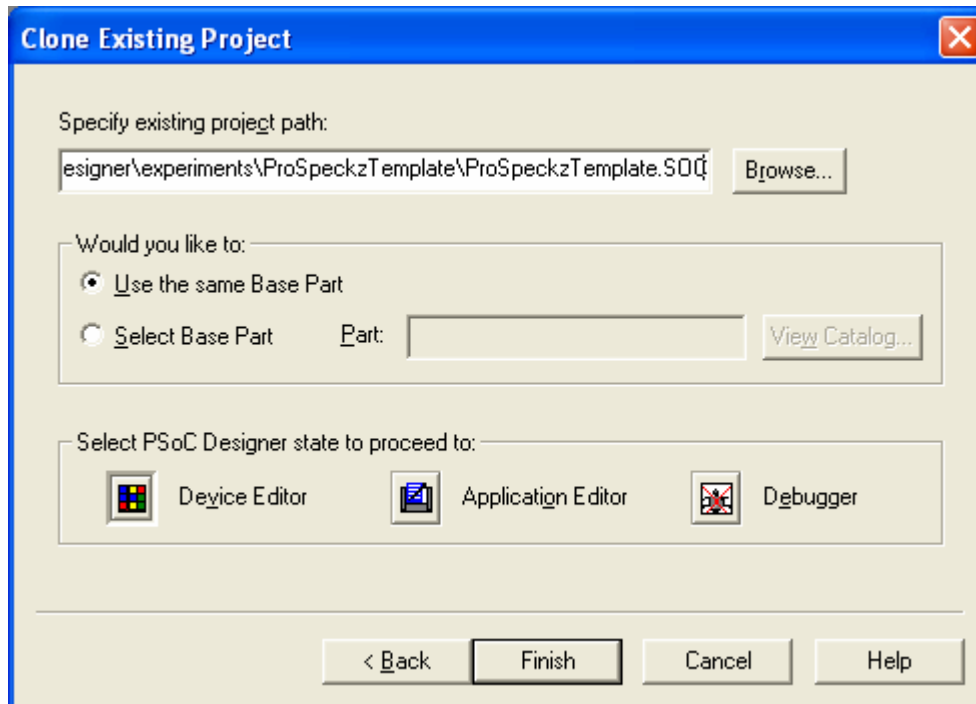 Clone Existing Project
Specify existing project path:
esigner\experiments\ProSpeckzTemplate\ProSpeckzTemplate.SOC
Browse...
Would you like to:
Use the same Base Part
Select Base Part Part: View Catalog...
Select PSoC Designer state to proceed to:
Device Editor Application Editor Debugger
< Back Finish Cancel Help